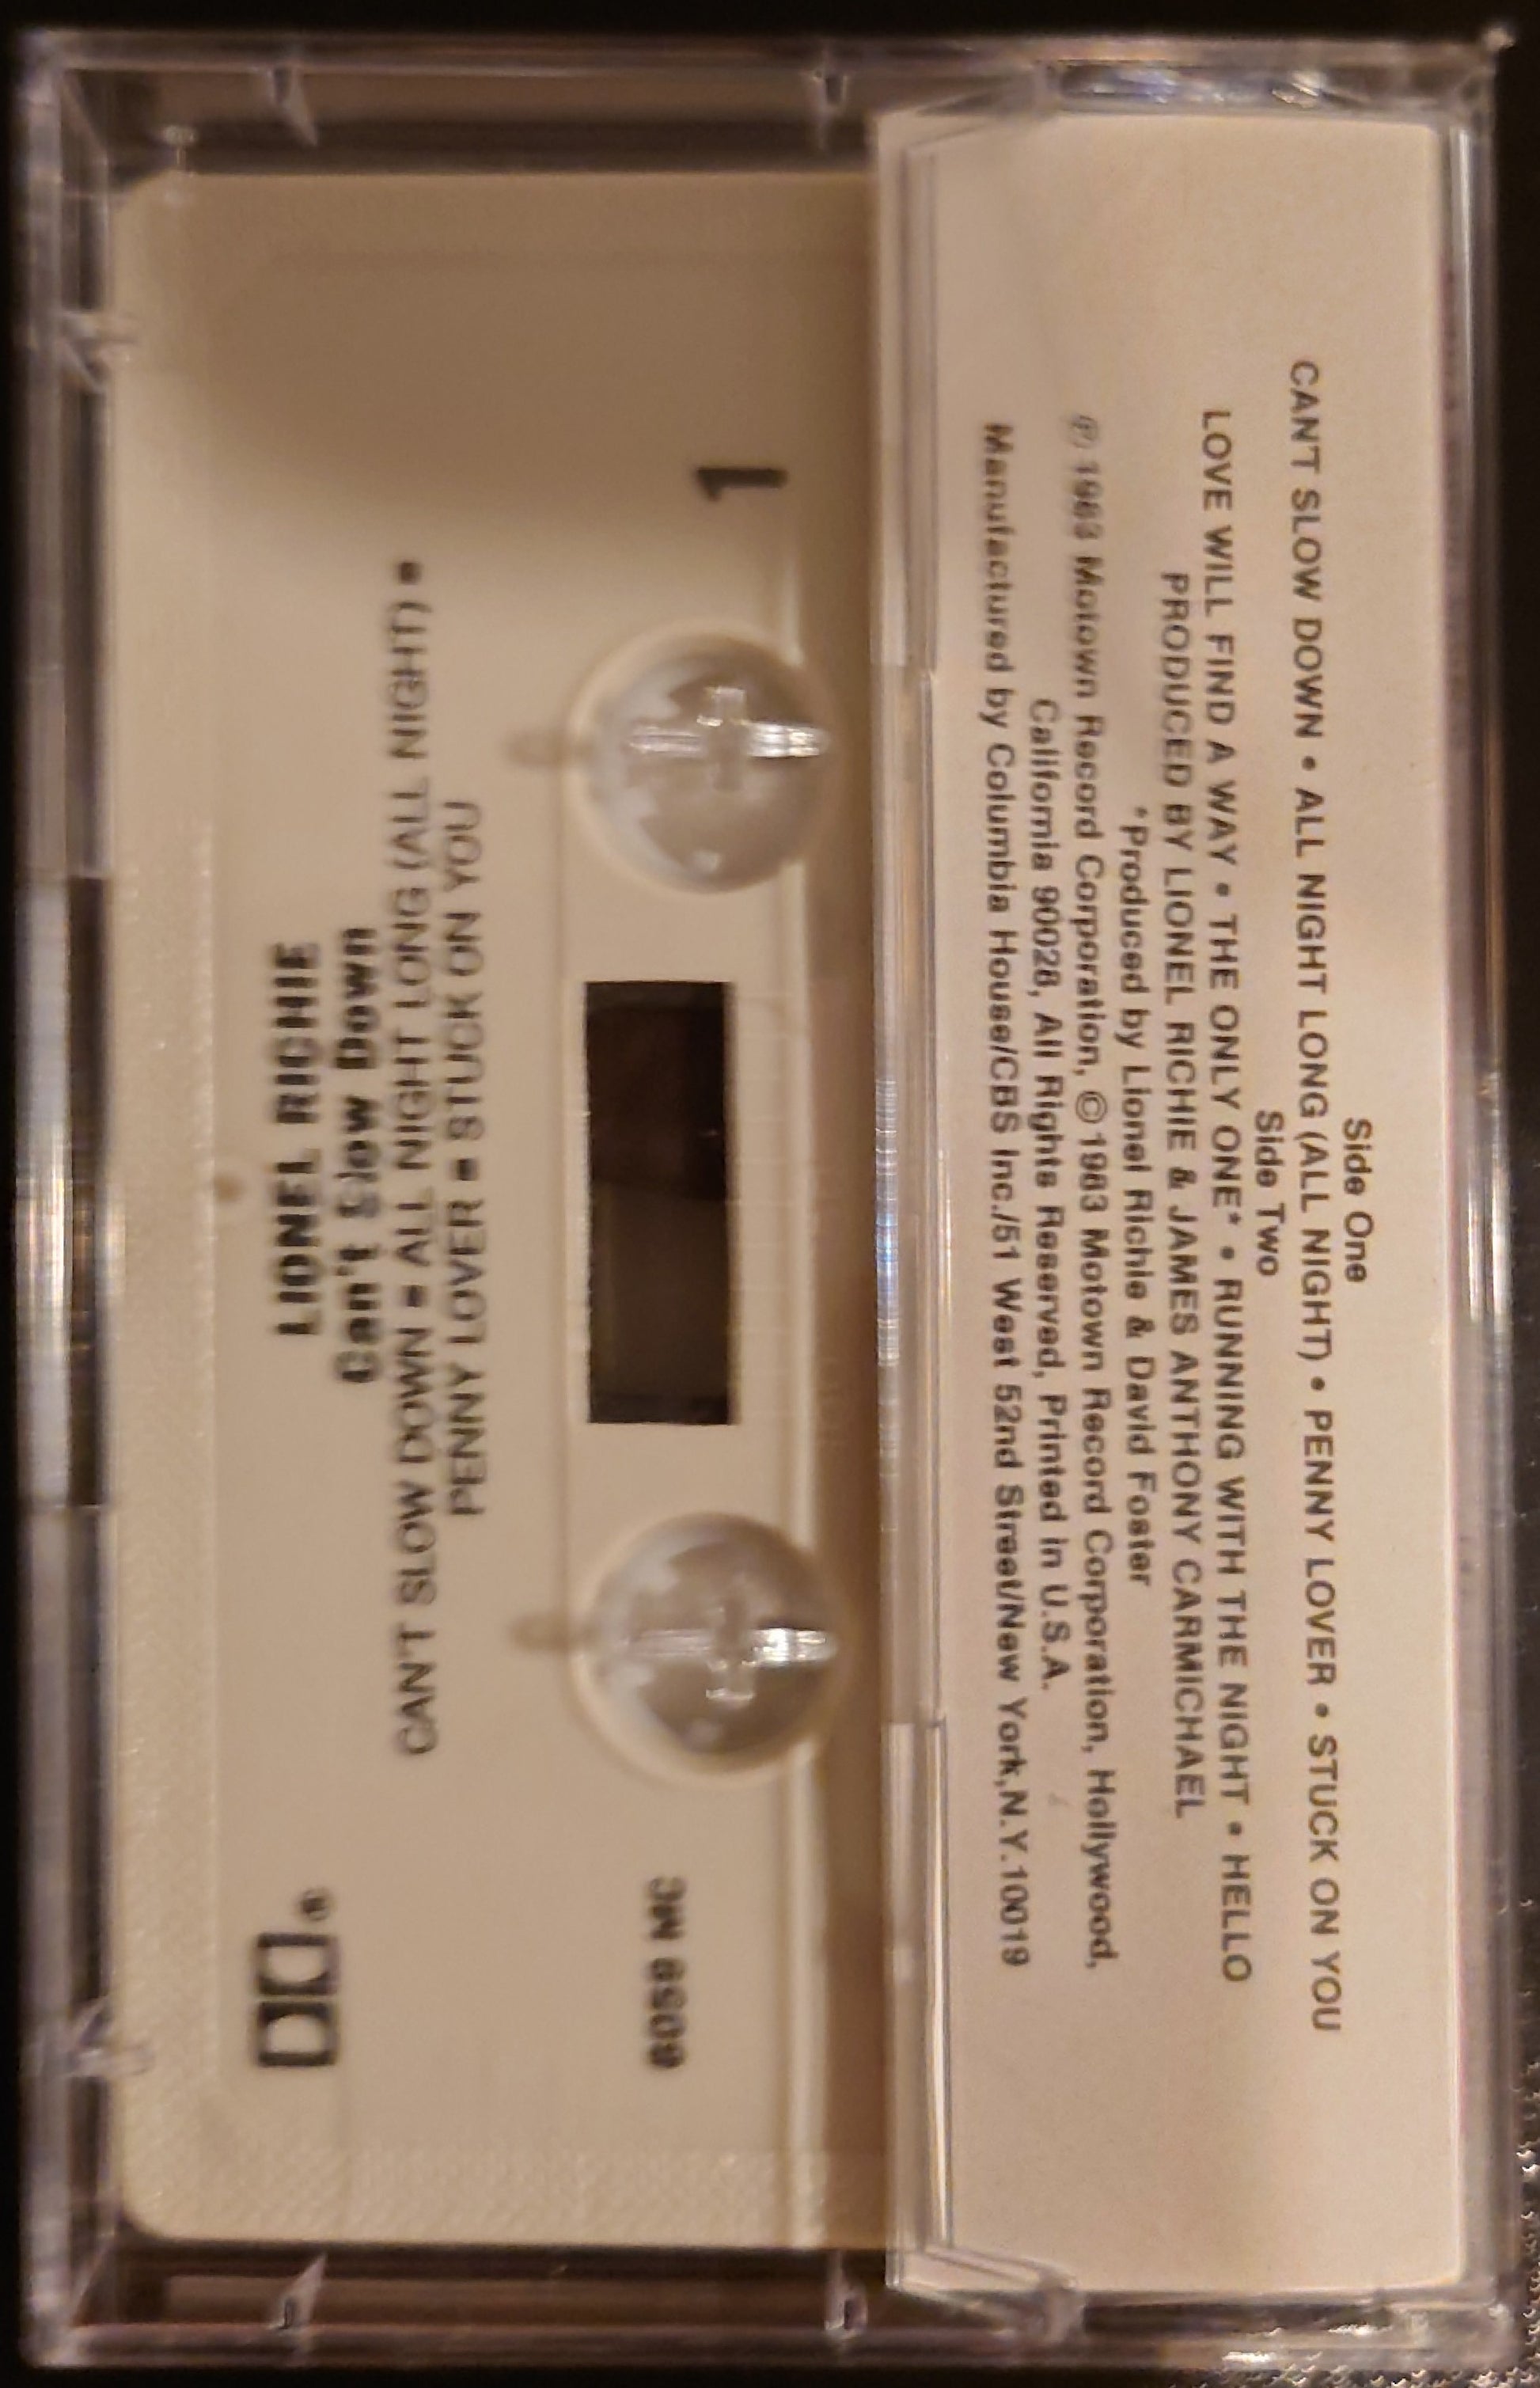 Side One
CAN'T SLOW DOWN • ALL NIGHT LONG (ALL NIGHT) • PENNY LOVER • STUCK ON YOU
Side Two
LOVE WILL FIND A WAY • THE ONLY ONE* • RUNNING WITH THE NIGHT • HELLO
PRODUCED BY LIONEL RICHIE & JAMES ANTHONY CARMICHAEL
*Produced by Lionel Richie & David Foster
℗ 1983 Motown Record Corporation, © 1983 Motown Record Corporation, Hollywood,
California 90028, All Rights Reserved, Printed in U.S.A.
Manufactured by Columbia House/CBS Inc./51 West 52nd Street/New York, N.Y. 10019
LIONEL RICHIE
Can't Slow Down
CAN'T SLOW DOWN • ALL NIGHT LONG (ALL NIGHT) •
PENNY LOVER • STUCK ON YOU
1
6059 MC
®